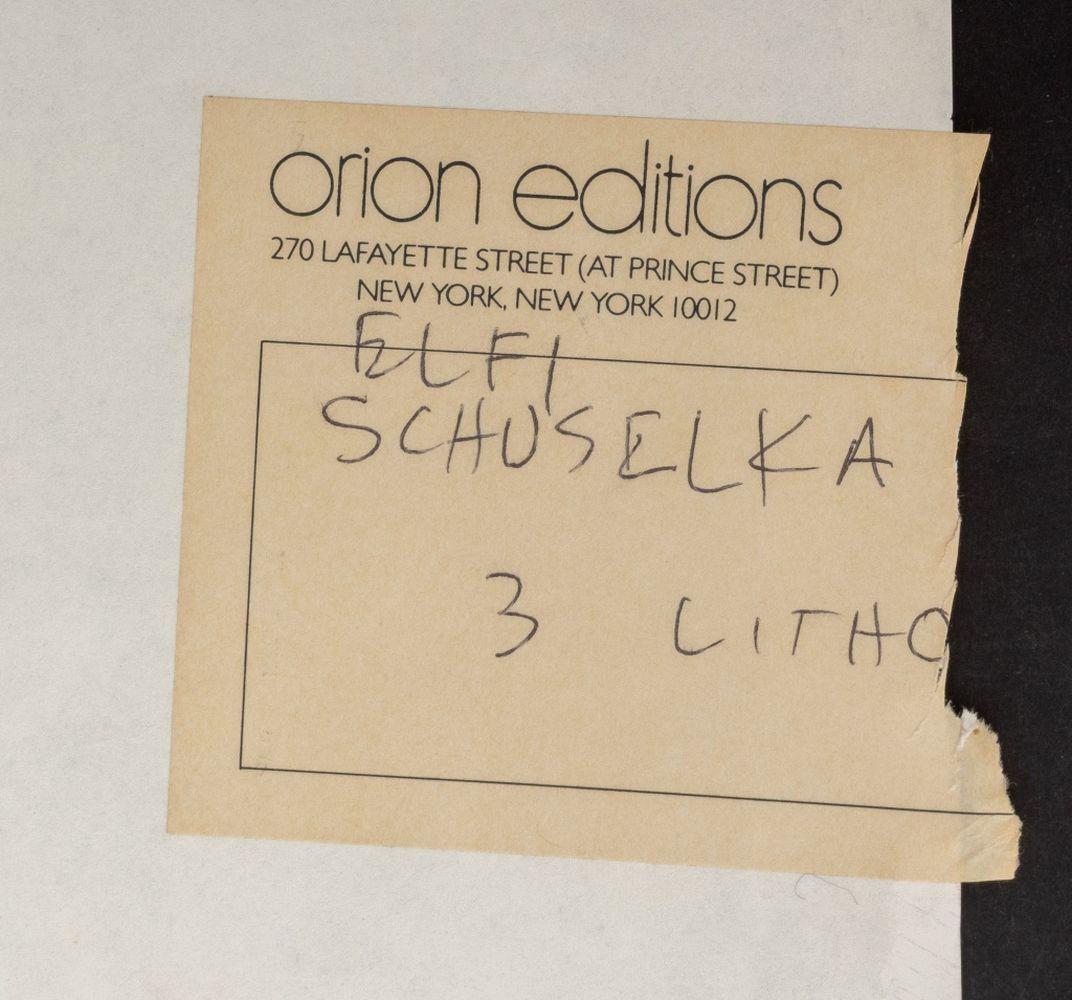 orion editions
270 LAFAYETTE STREET (AT PRINCE STREET)
NEW YORK, NEW YORK 10012
ELFI
SCHUSELKA
3 LITHO